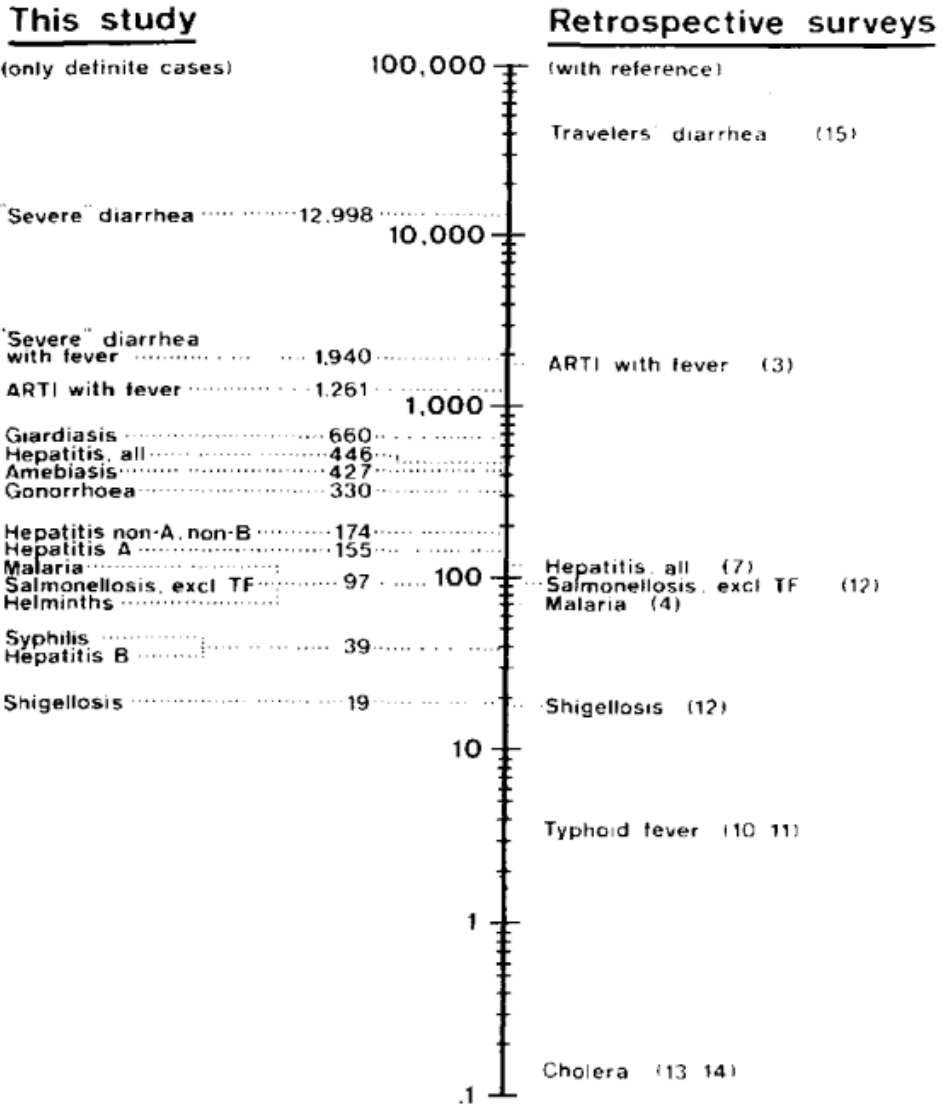 This study
Retrospective surveys
(only definite cases)
100,000
(with reference)
Travelers' diarrhea (15)
"Severe" diarrhea 12.998
10,000
"Severe" diarrhea
with fever 1.940
ARTI with fever (3)
ARTI with fever 1.261
1,000
Giardiasis 660
Hepatitis, all 446
Amebiasis 427
Gonorrhoea 330
Hepatitis non-A, non-B 174
Hepatitis A 155
Malaria
Hepatitis, all (7)
Salmonellosis, excl TF 97
100
Salmonellosis, excl TF (12)
Helminths
Malaria (4)
Syphilis
39
Hepatitis B
Shigellosis 19
Shigellosis (12)
10
Typhoid fever (10 11)
1
Cholera (13 14)
.1